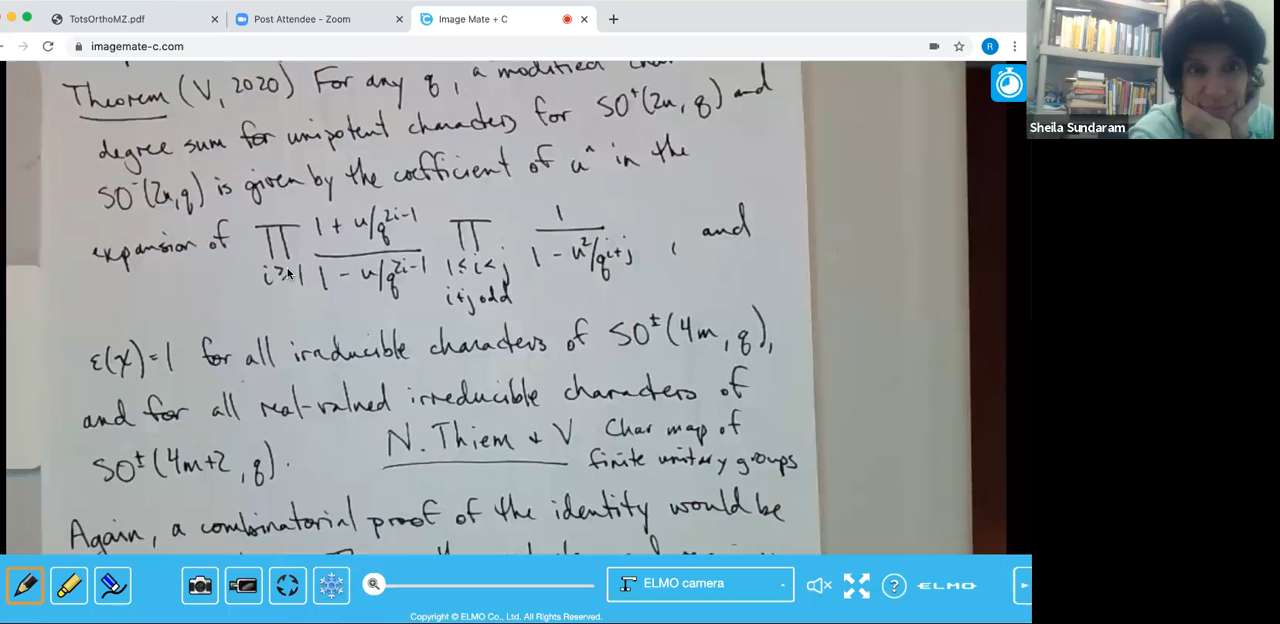 TotsOrthoMZ.pdf
Post Attendee - Zoom
Image Mate + C
imagemate-c.com
R
Theorem (V, 2020) For any q, a modified
degree sum for unipotent characters for SO⁺(2n, q) and
SO⁻(2n, q) is given by the coefficient of uⁿ in the
expansion of ∏_{i≥1} (1 + u/q^{2i-1})/(1 - u/q^{2i-1}) ∏_{1≤i<j, i+j odd} 1/(1 - u²/q^{i+j}), and
ε(χ)=1 for all irreducible characters of SO^±(4m, q),
and for all real-valued irreducible characters of
SO^±(4m+2, q).
N. Thiem & V
Char map of
finite unitary groups
Again, a combinatorial proof of the identity would be
Sheila Sundaram
ELMO camera
?
ELMO
Copyright © ELMO Co., Ltd. All Rights Reserved.